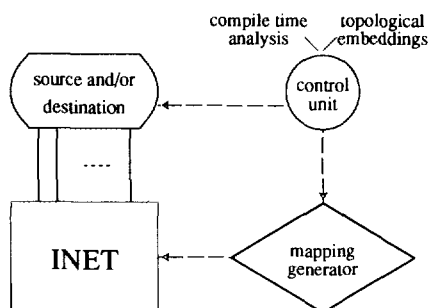 compile time
analysis
topological
embeddings
source and/or
destination
control
unit
INET
mapping
generator